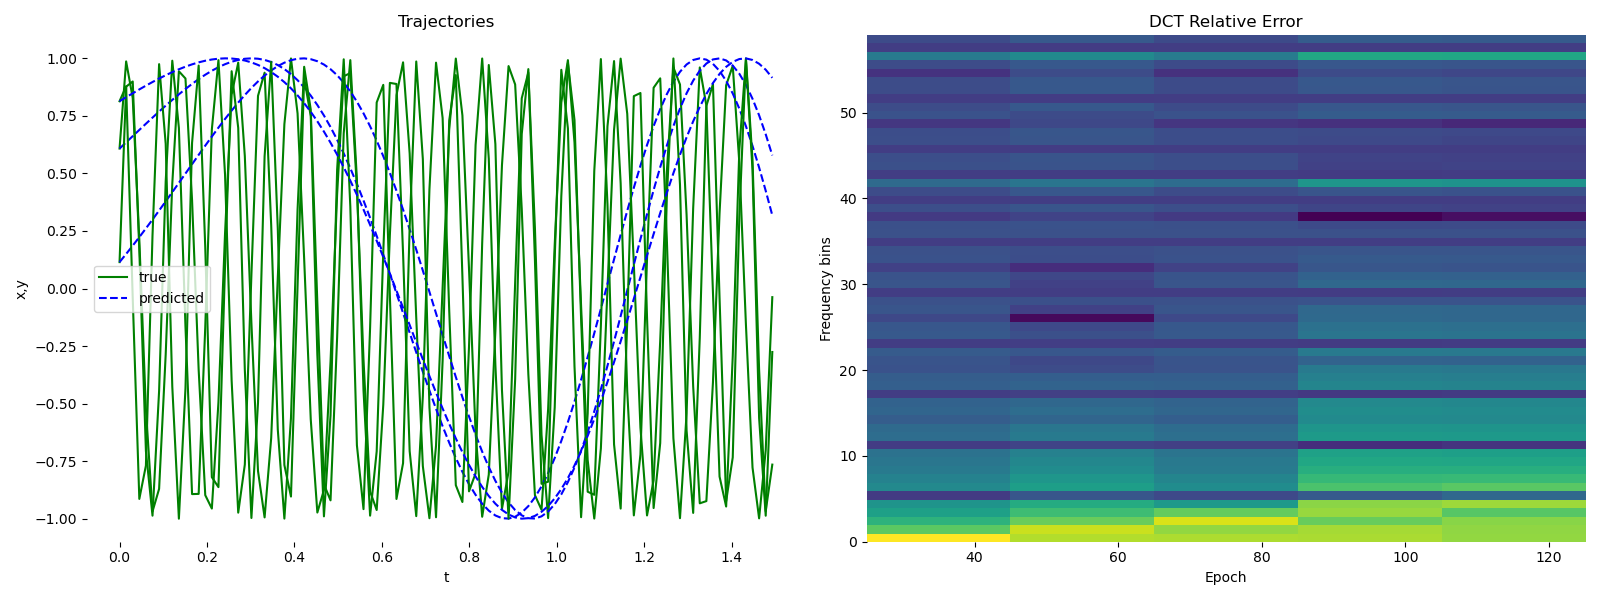 Trajectories
1.00
0.75
0.50
0.25
0.00
−0.25
−0.50
−0.75
−1.00
x,y
true
predicted
0.0 0.2 0.4 0.6 0.8 1.0 1.2 1.4
t
DCT Relative Error
50
40
30
20
10
0
Frequency bins
40 60 80 100 120
Epoch